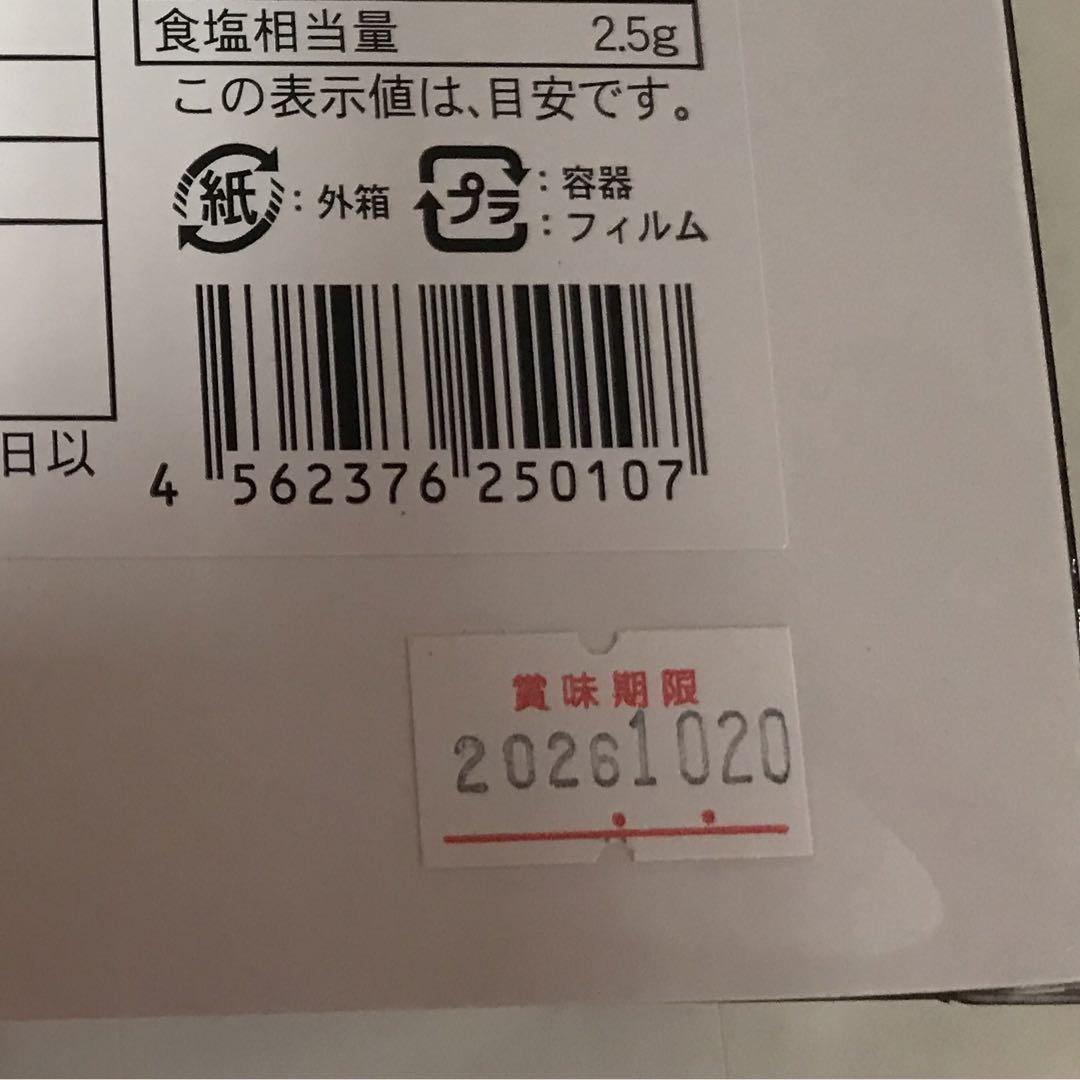 食塩相当量 2.5g
この表示値は、目安です。
紙：外箱 プラ：容器
：フィルム
日以
4 562376 250107
賞味期限
20261020